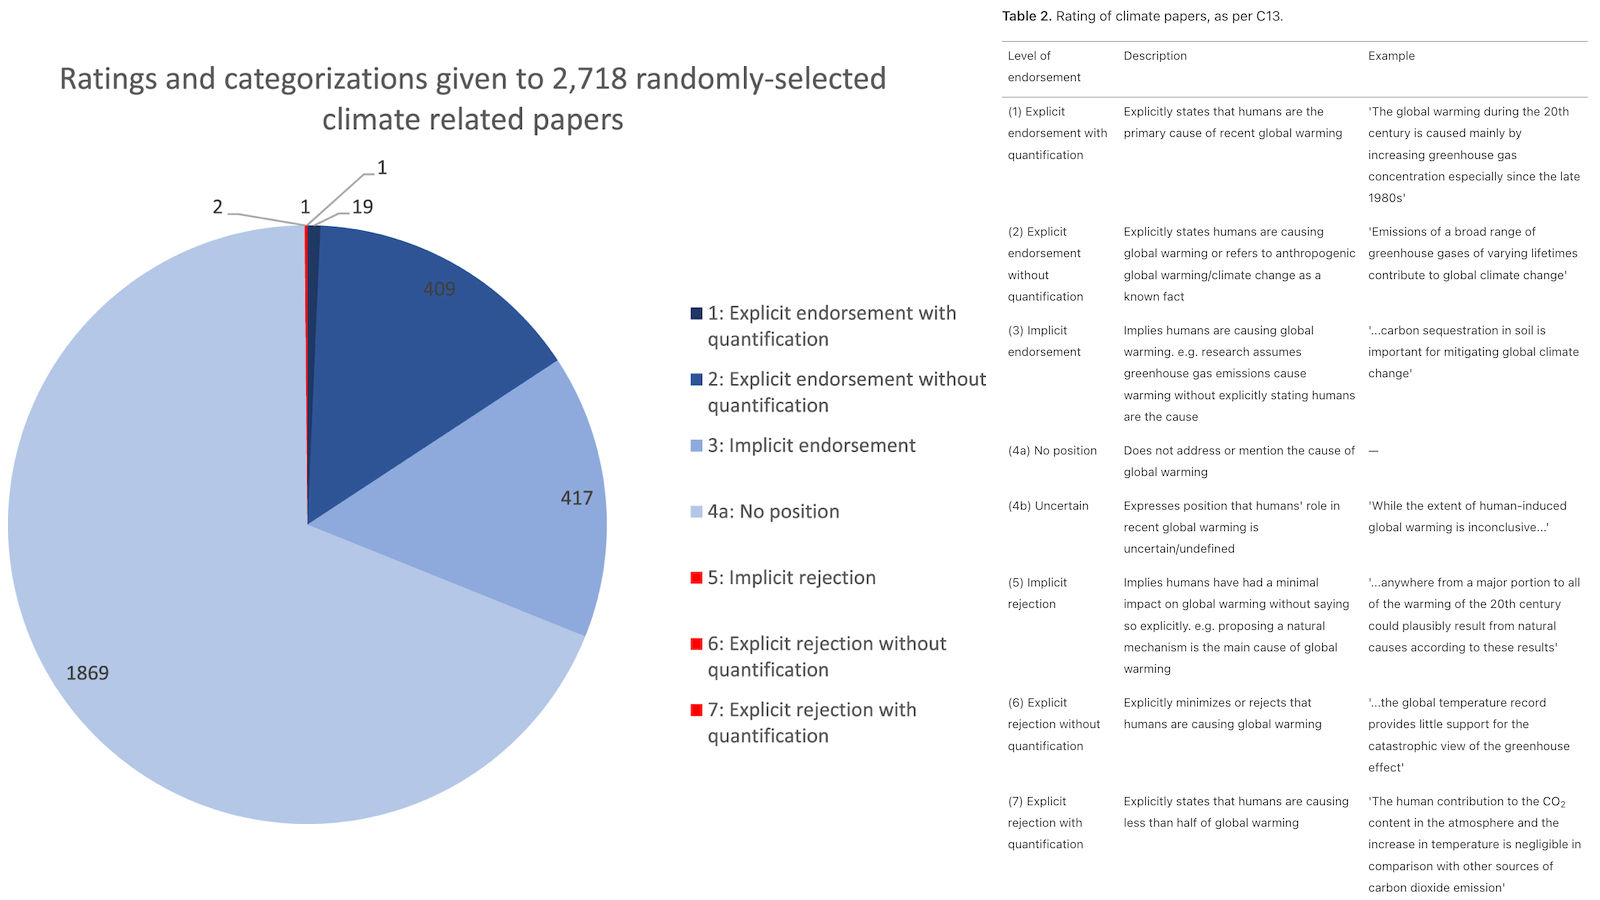 Ratings and categorizations given to 2,718 randomly-selected
climate related papers
1
2
1
19
409
417
1869
1: Explicit endorsement with
quantification
2: Explicit endorsement without
quantification
3: Implicit endorsement
4a: No position
5: Implicit rejection
6: Explicit rejection without
quantification
7: Explicit rejection with
quantification
Table 2. Rating of climate papers, as per C13.
Level of
endorsement
Description
Example
(1) Explicit
endorsement with
quantification
Explicitly states that humans are the
primary cause of recent global warming
'The global warming during the 20th
century is caused mainly by
increasing greenhouse gas
concentration especially since the late
1980s'
(2) Explicit
endorsement
without
quantification
Explicitly states humans are causing
global warming or refers to anthropogenic
global warming/climate change as a
known fact
'Emissions of a broad range of
greenhouse gases of varying lifetimes
contribute to global climate change'
(3) Implicit
endorsement
Implies humans are causing global
warming. e.g. research assumes
greenhouse gas emissions cause
warming without explicitly stating humans
are the cause
'...carbon sequestration in soil is
important for mitigating global climate
change'
(4a) No position
Does not address or mention the cause of
global warming
—
(4b) Uncertain
Expresses position that humans' role in
recent global warming is
uncertain/undefined
'While the extent of human-induced
global warming is inconclusive...'
(5) Implicit
rejection
Implies humans have had a minimal
impact on global warming without saying
so explicitly. e.g. proposing a natural
mechanism is the main cause of global
warming
'...anywhere from a major portion to all
of the warming of the 20th century
could plausibly result from natural
causes according to these results'
(6) Explicit
rejection without
quantification
Explicitly minimizes or rejects that
humans are causing global warming
'...the global temperature record
provides little support for the
catastrophic view of the greenhouse
effect'
(7) Explicit
rejection with
quantification
Explicitly states that humans are causing
less than half of global warming
'The human contribution to the CO₂
content in the atmosphere and the
increase in temperature is negligible in
comparison with other sources of
carbon dioxide emission'